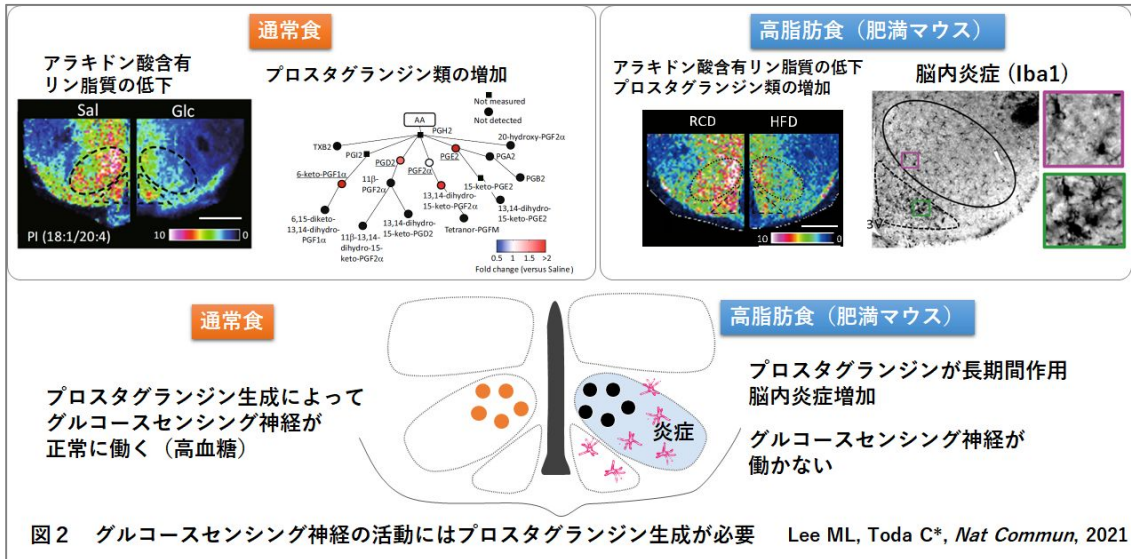 通常食
アラキドン酸含有
リン脂質の低下
Sal
Glc
PI (18:1/20:4)
10
0
プロスタグランジン類の増加
Not measured
Not detected
AA
PGH2
20-hydroxy-PGF2α
TXB2
PGI2
PGD2
PGE2
PGA2
PGF2α
PGB2
6-keto-PGF1α
11β-
PGF2α
15-keto-PGE2
13,14-dihydro-
15-keto-PGF2α
13,14-dihydro-
15-keto-PGE2
6,15-diketo-
13,14-dihydro-
PGF1α
13,14-dihydro-
15-keto-PGD2
Tetranor-PGFM
11β-13,14-
dihydro-15-
keto-PGF2α
0.5 1 >2
Fold change (versus Saline)
高脂肪食（肥満マウス）
アラキドン酸含有リン脂質の低下
プロスタグランジン類の増加
RCD
HFD
10
0
脳内炎症 (Iba1)
3V
通常食
プロスタグランジン生成によって
グルコースセンシング神経が
正常に働く（高血糖）
炎症
高脂肪食（肥満マウス）
プロスタグランジンが長期間作用
脳内炎症増加
グルコースセンシング神経が
働かない
図２　グルコースセンシング神経の活動にはプロスタグランジン生成が必要　Lee ML, Toda C*, Nat Commun, 2021